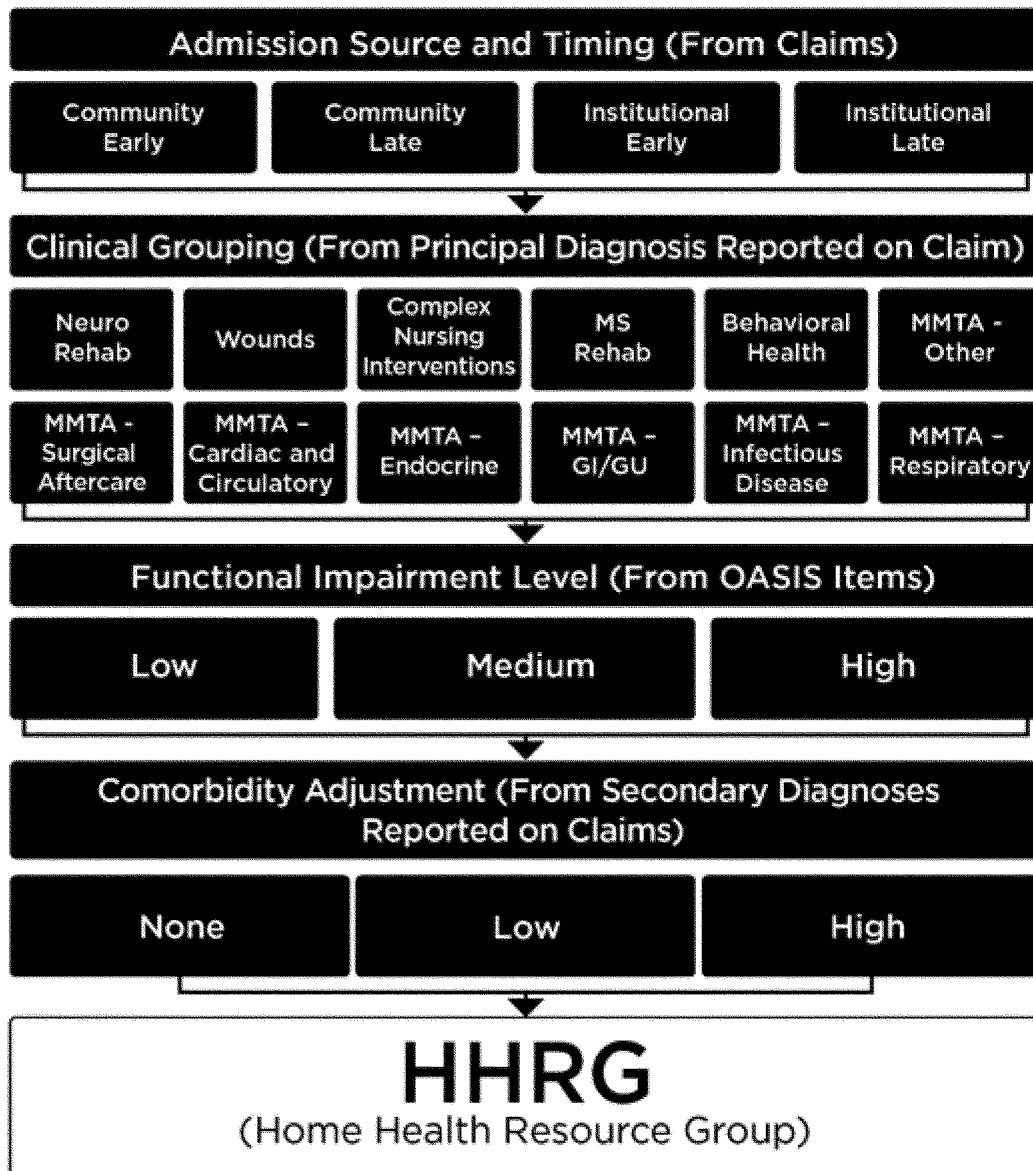 Admission Source and Timing (From Claims)
Community
Early
Community
Late
Institutional
Early
Institutional
Late
Clinical Grouping (From Principal Diagnosis Reported on Claim)
Neuro
Rehab
Wounds
Complex
Nursing
Interventions
MS
Rehab
Behavioral
Health
MMTA -
Other
MMTA -
Surgical
Aftercare
MMTA –
Cardiac and
Circulatory
MMTA –
Endocrine
MMTA –
GI/GU
MMTA –
Infectious
Disease
MMTA –
Respiratory
Functional Impairment Level (From OASIS Items)
Low
Medium
High
Comorbidity Adjustment (From Secondary Diagnoses
Reported on Claims)
None
Low
High
HHRG
(Home Health Resource Group)